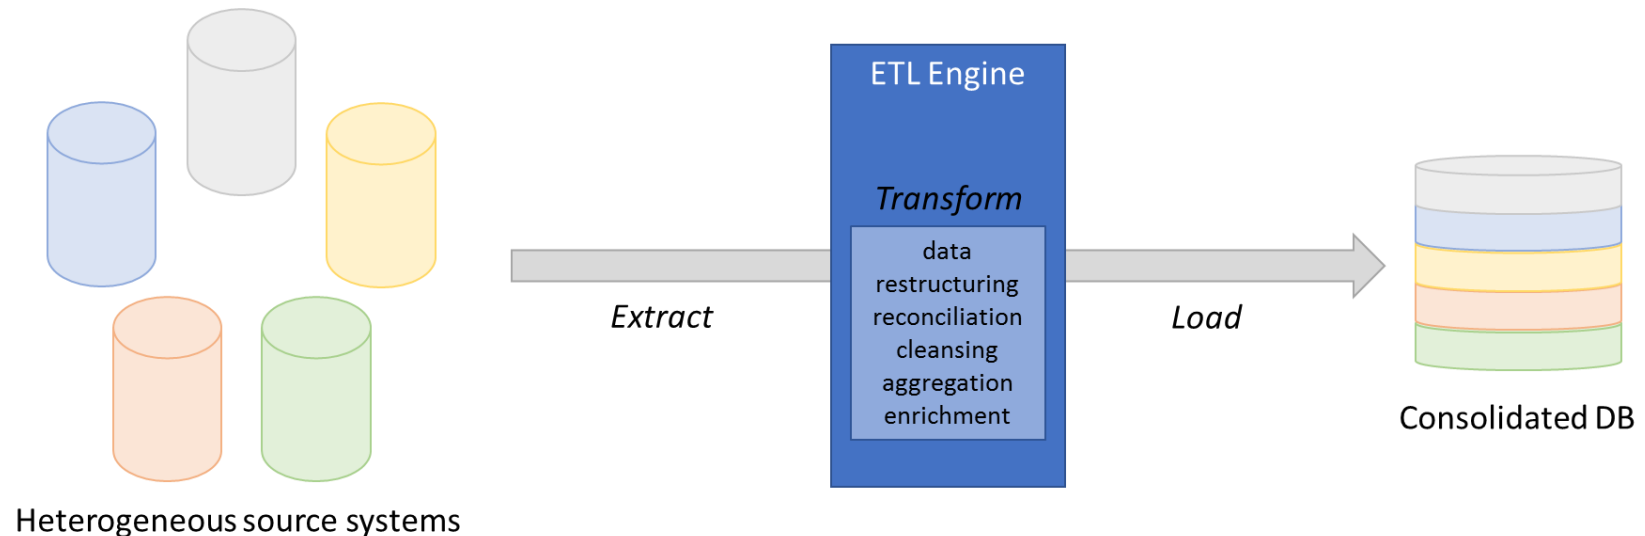 ETL Engine
Transform
data
restructuring
reconciliation
cleansing
aggregation
enrichment
Extract
Load
Consolidated DB
Heterogeneous source systems